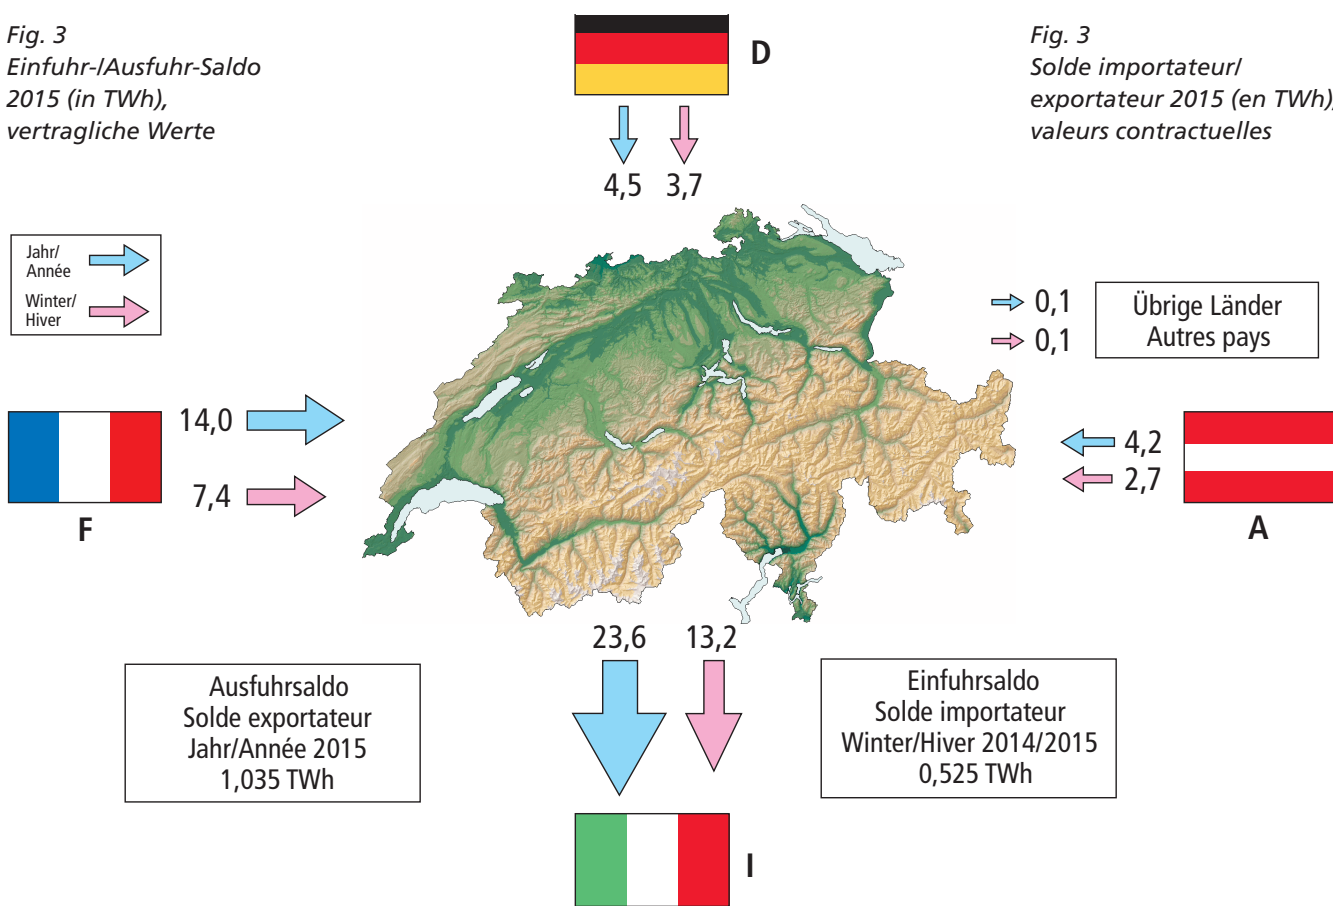 Fig. 3
Einfuhr-/Ausfuhr-Saldo
2015 (in TWh),
vertragliche Werte
D
Fig. 3
Solde importateur/
exportateur 2015 (en TWh),
valeurs contractuelles
4,5 3,7
Jahr/
Année
Winter/
Hiver
0,1
0,1
Übrige Länder
Autres pays
14,0
7,4
F
4,2
2,7
A
23,6 13,2
Ausfuhrsaldo
Solde exportateur
Jahr/Année 2015
1,035 TWh
Einfuhrsaldo
Solde importateur
Winter/Hiver 2014/2015
0,525 TWh
I